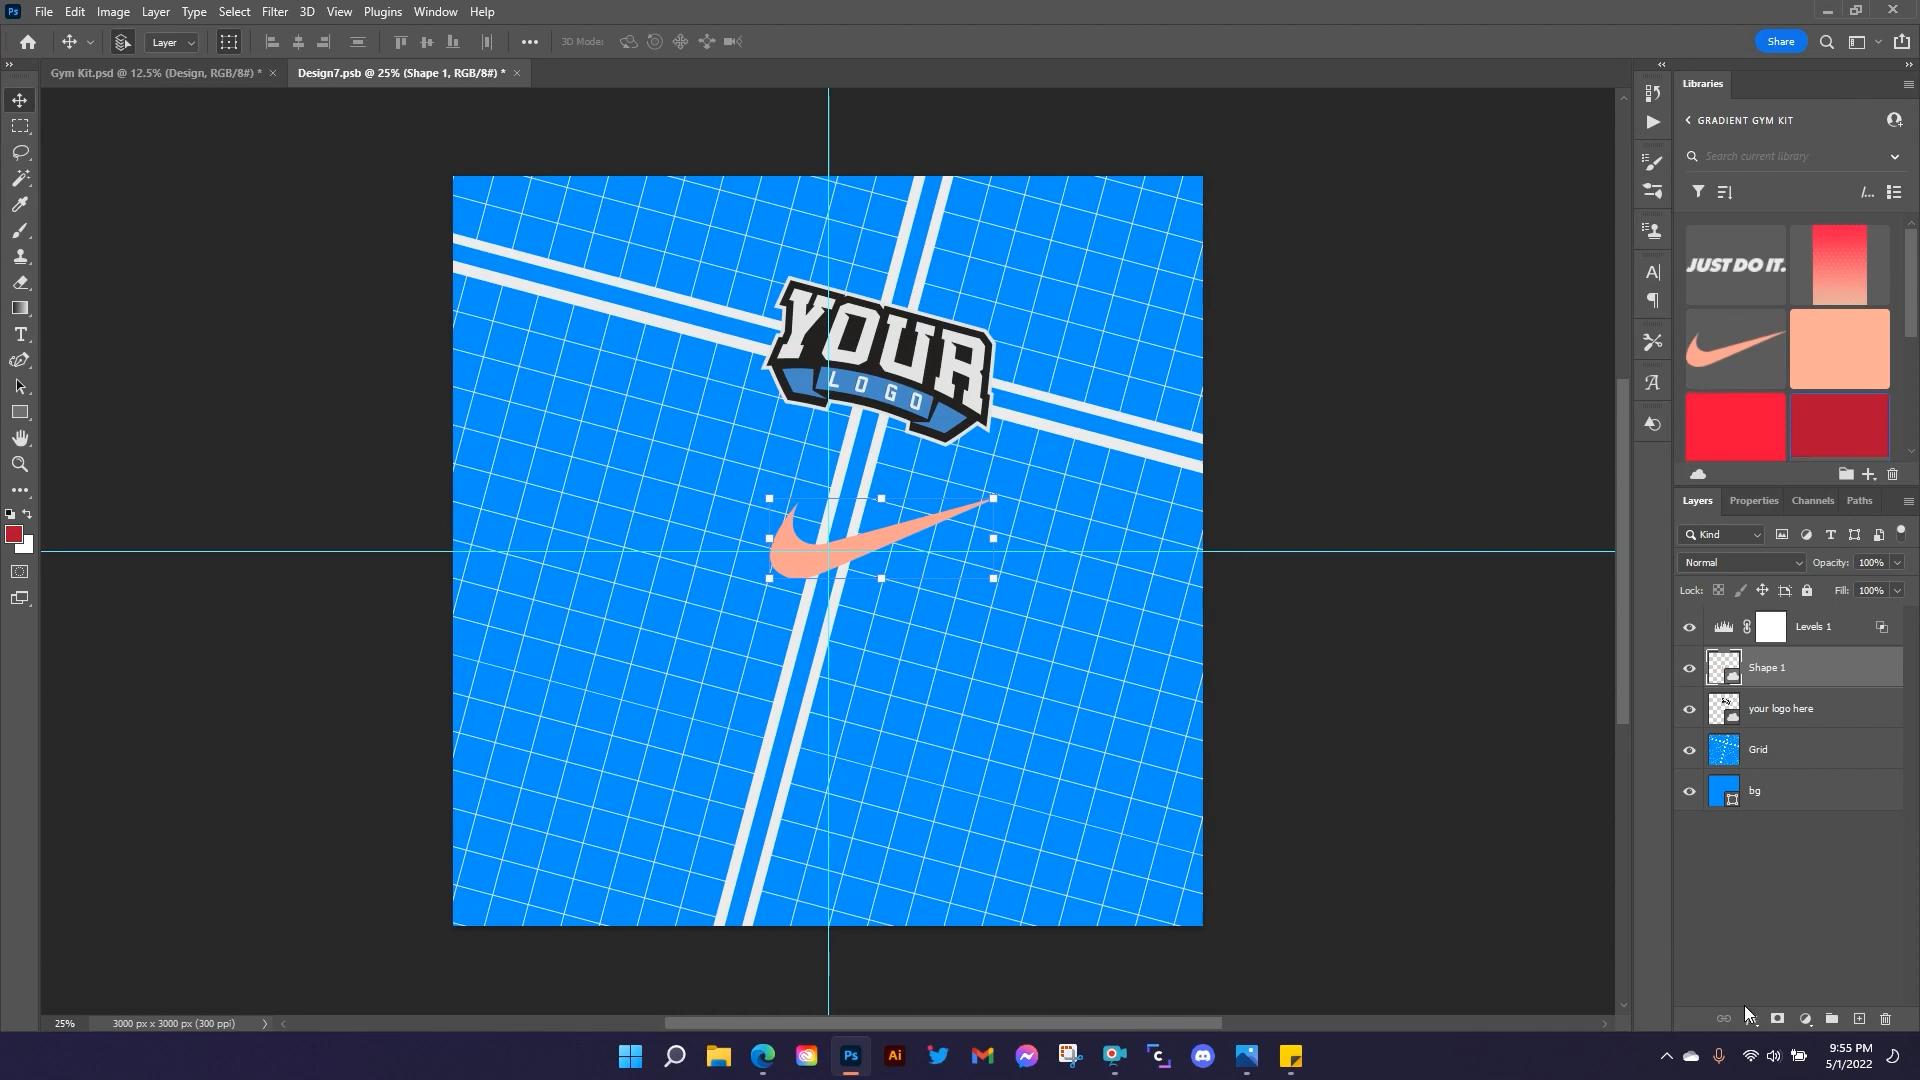 Ps File Edit Image Layer Type Select Filter 3D View Plugins Window Help
Layer 3D Mode: Share
Gym Kit.psd @ 12.5% (Design, RGB/8#) * × Design7.psb @ 25% (Shape 1, RGB/8#) * ×
Libraries
GRADIENT GYM KIT
Search current library
JUST DO IT.
YOUR
LOGO
Layers Properties Channels Paths
Kind
Normal Opacity: 100%
Lock: Fill: 100%
Levels 1
Shape 1
your logo here
Grid
bg
25% 3000 px x 3000 px (300 ppi)
Ps Ai
9:55 PM
5/1/2022